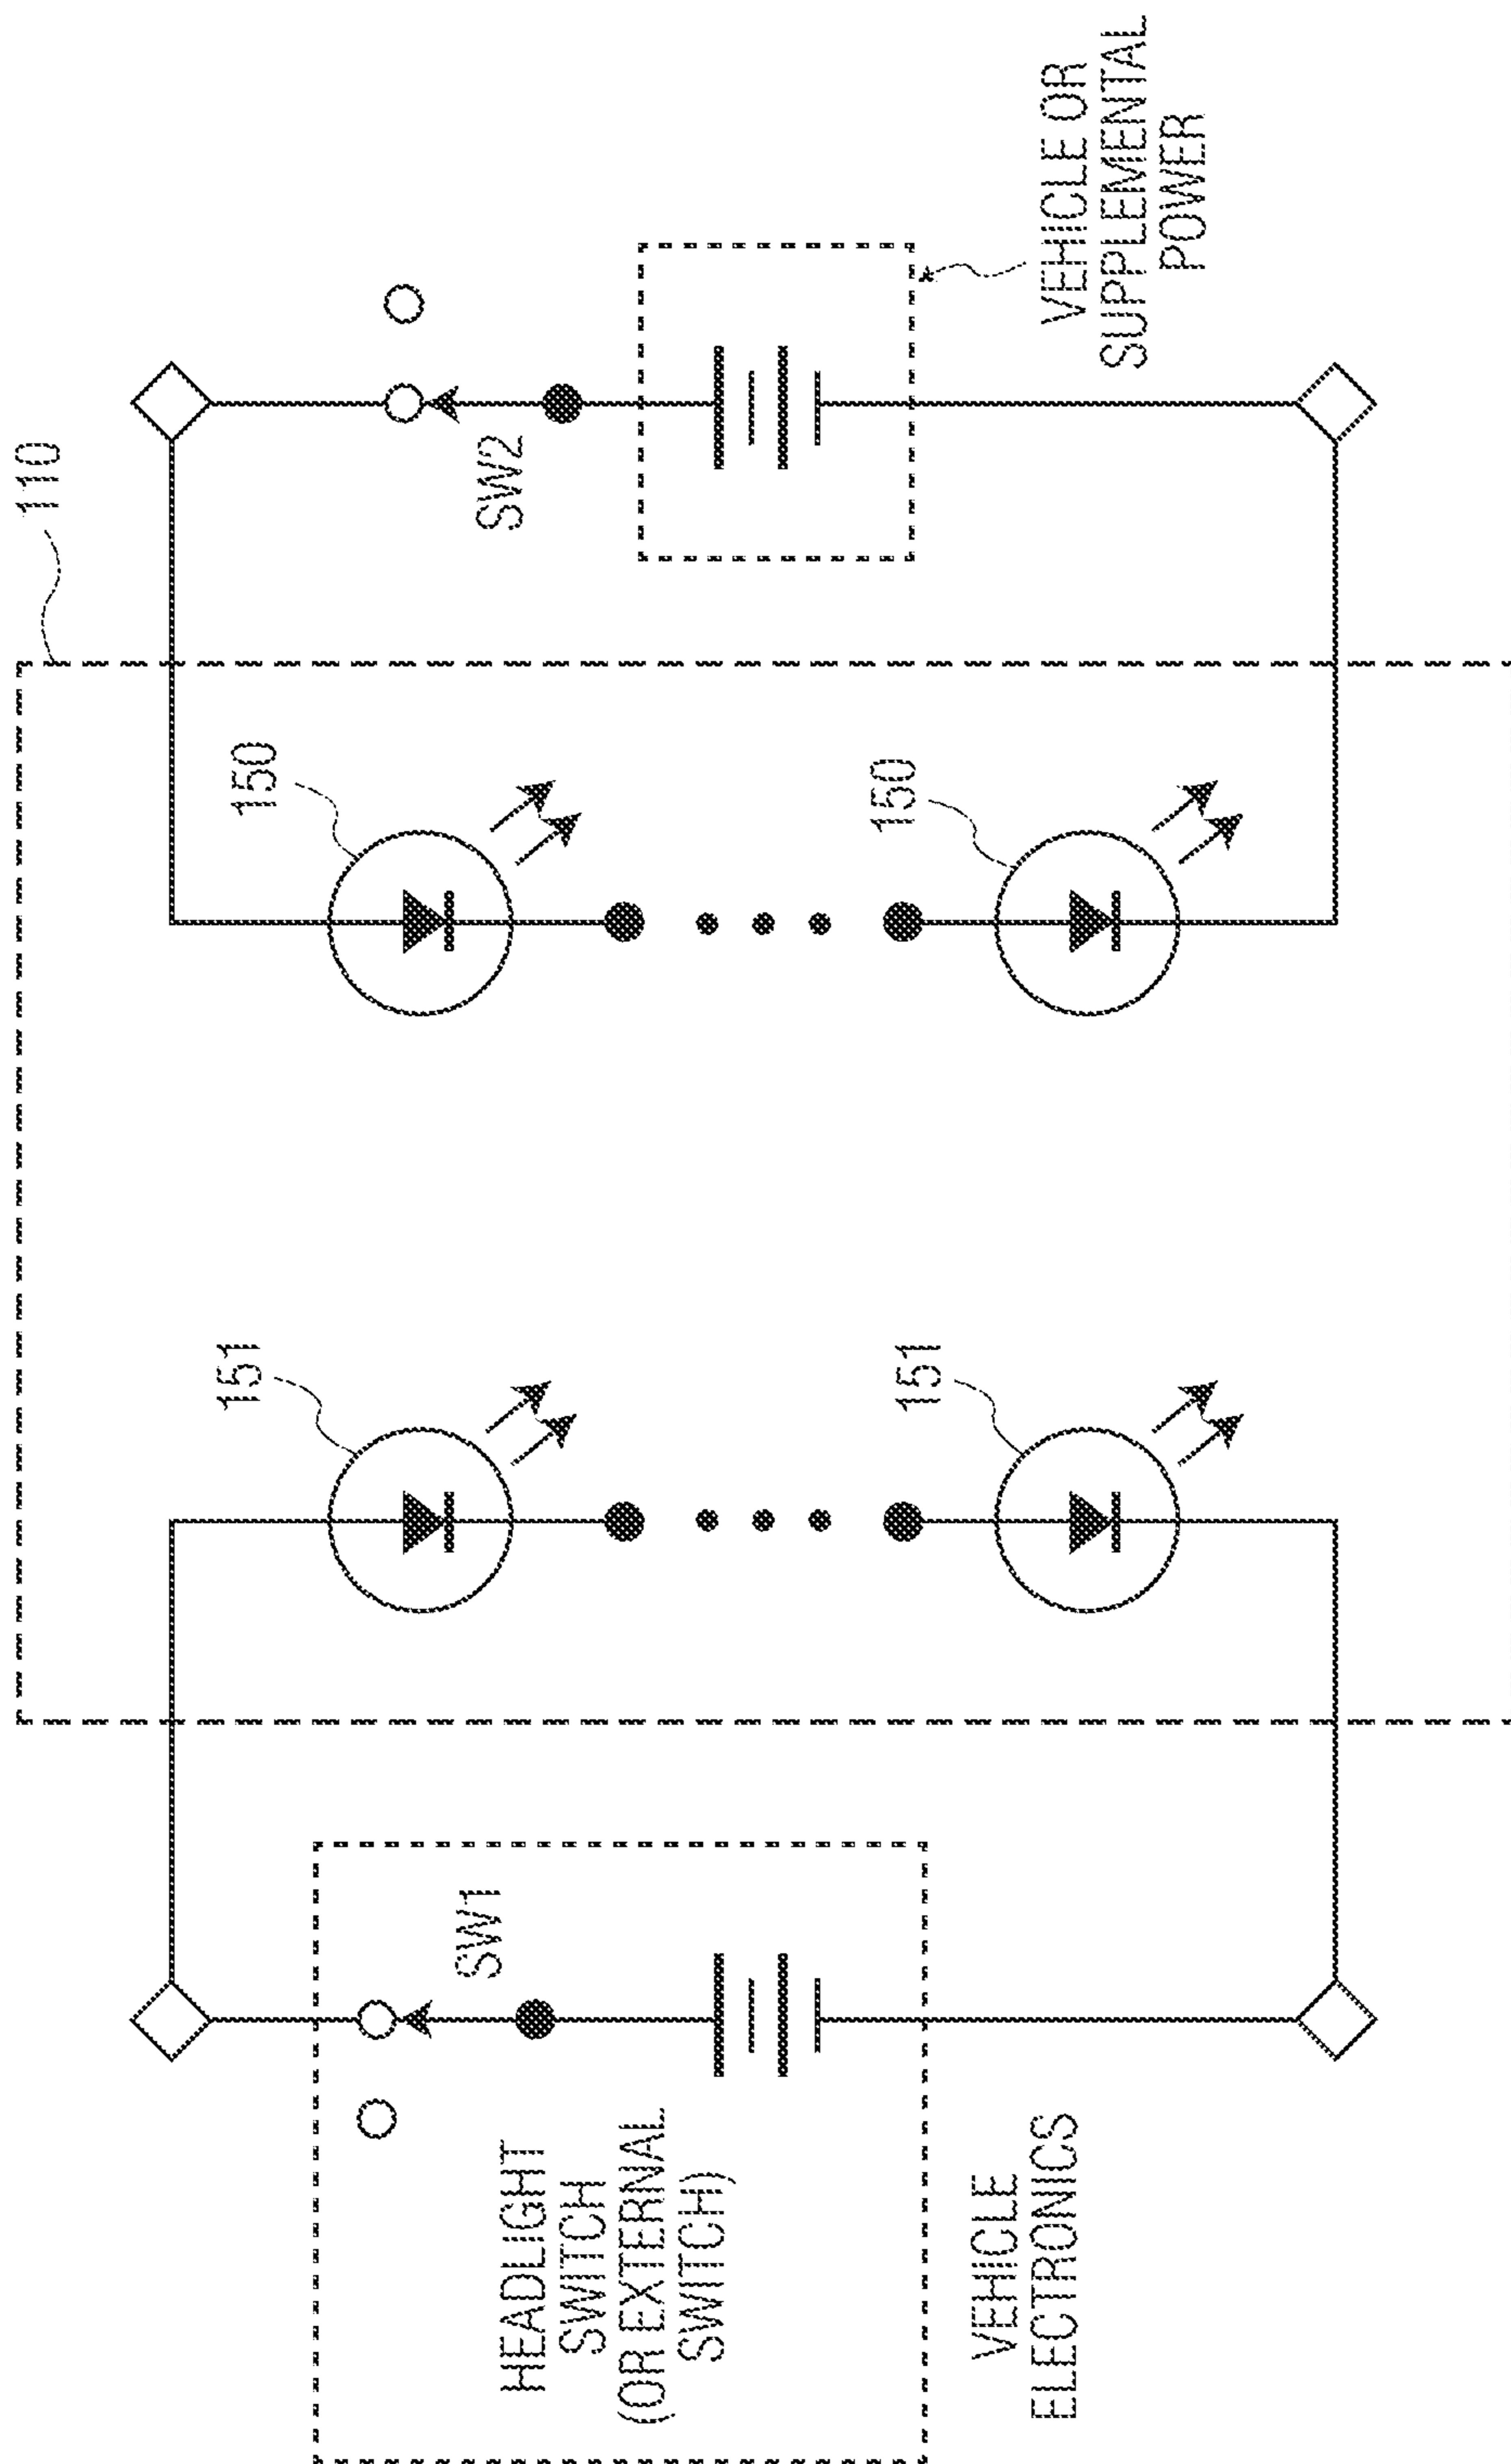 110
150
150
151
151
SW2
VEHICLE OR
SUPPLEMENTAL
POWER
SW1
HEADLIGHT
SWITCH
(OR EXTERNAL
SWITCH)
VEHICLE
ELECTRONICS